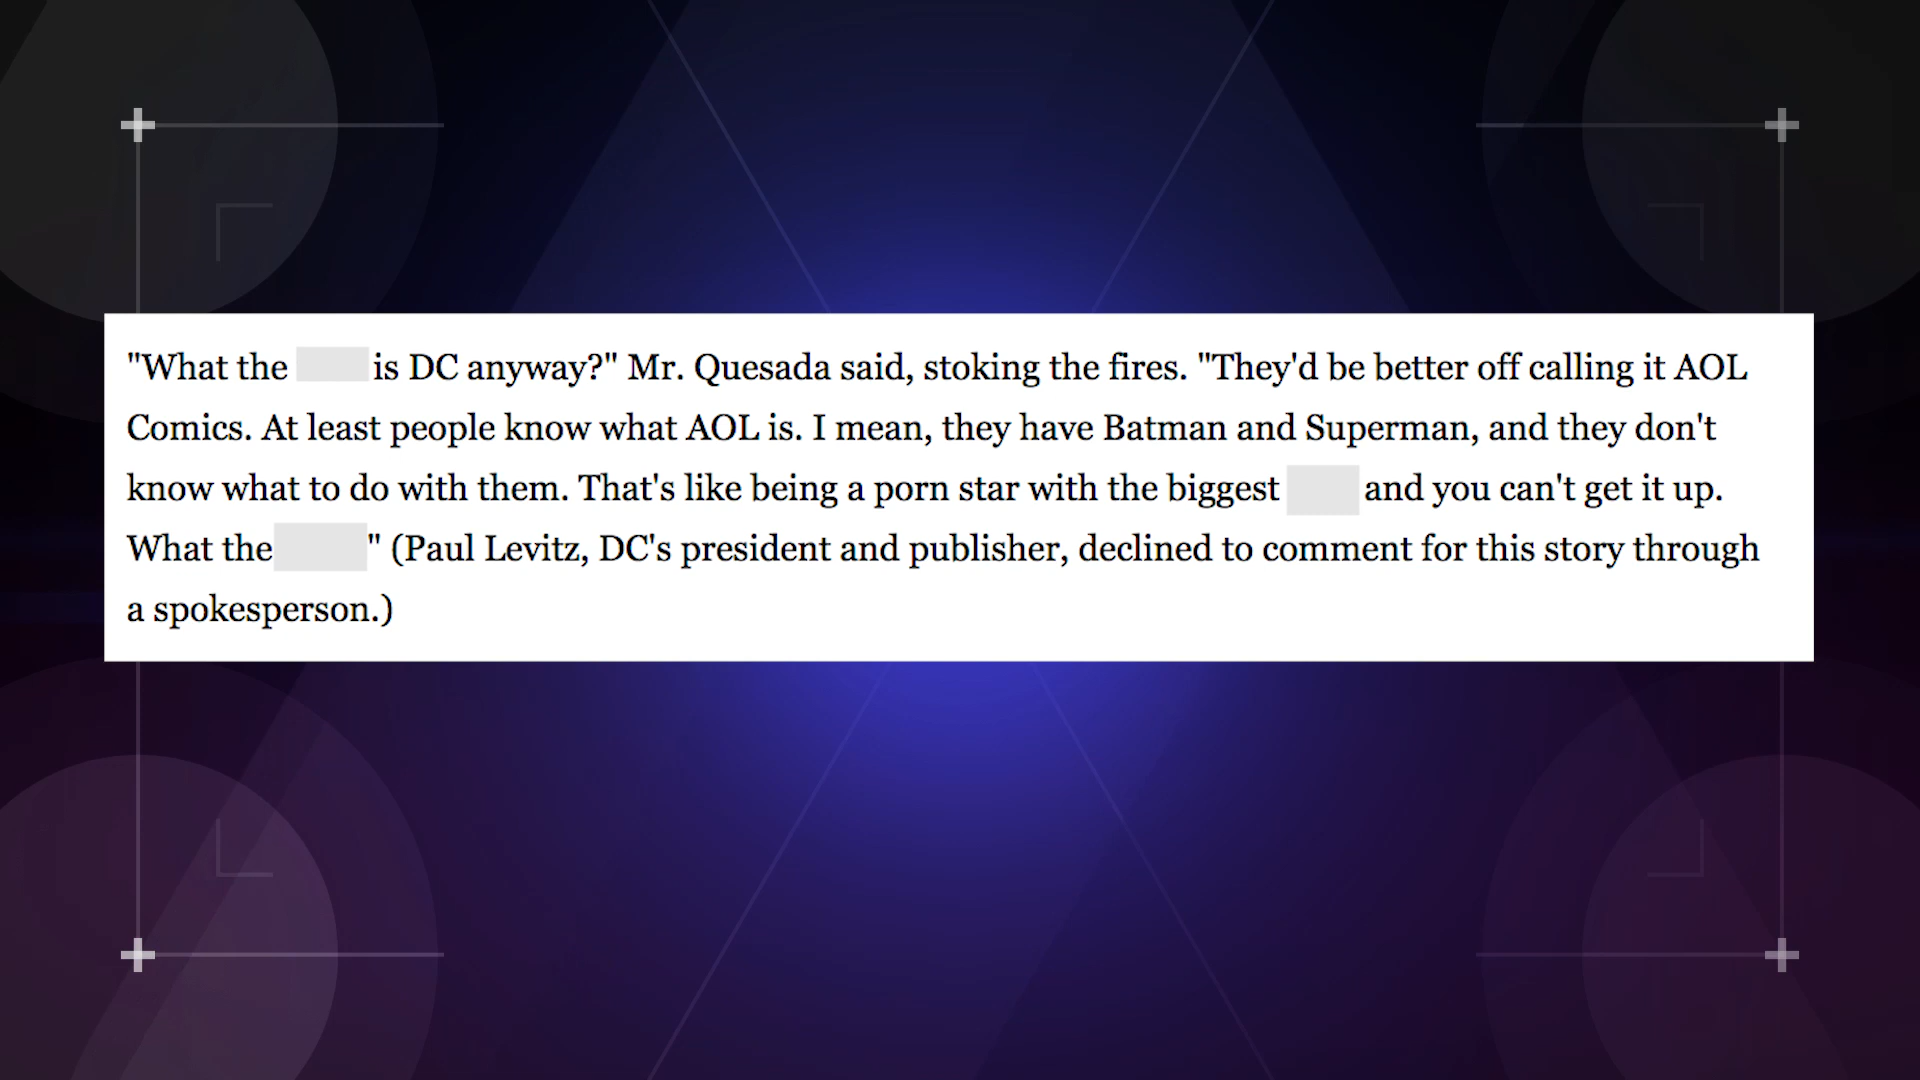 "What the is DC anyway?" Mr. Quesada said, stoking the fires. "They'd be better off calling it AOL
Comics. At least people know what AOL is. I mean, they have Batman and Superman, and they don't
know what to do with them. That's like being a porn star with the biggest and you can't get it up.
What the " (Paul Levitz, DC's president and publisher, declined to comment for this story through
a spokesperson.)